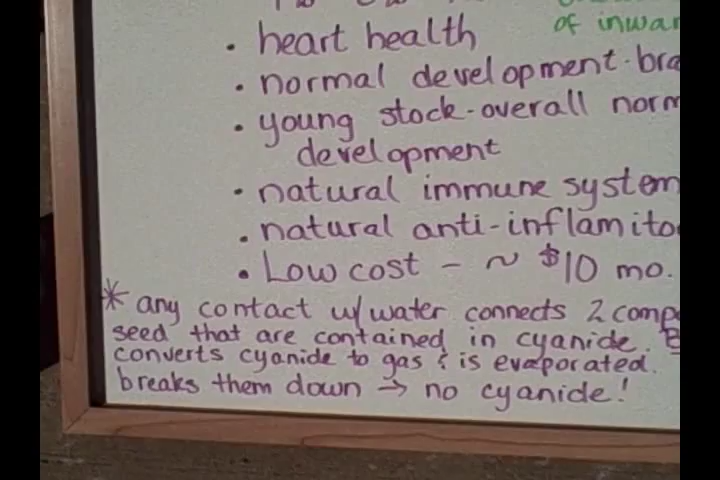 of inwar
• heart health
• normal development-bra
• young stock-overall norm
development
• natural immune system
• natural anti-inflamito
• Low cost - ~ $10 mo.
* any contact w/water connects 2 comp
seed that are contained in cyanide.
converts cyanide to gas & is evaporated.
breaks them down → no cyanide!